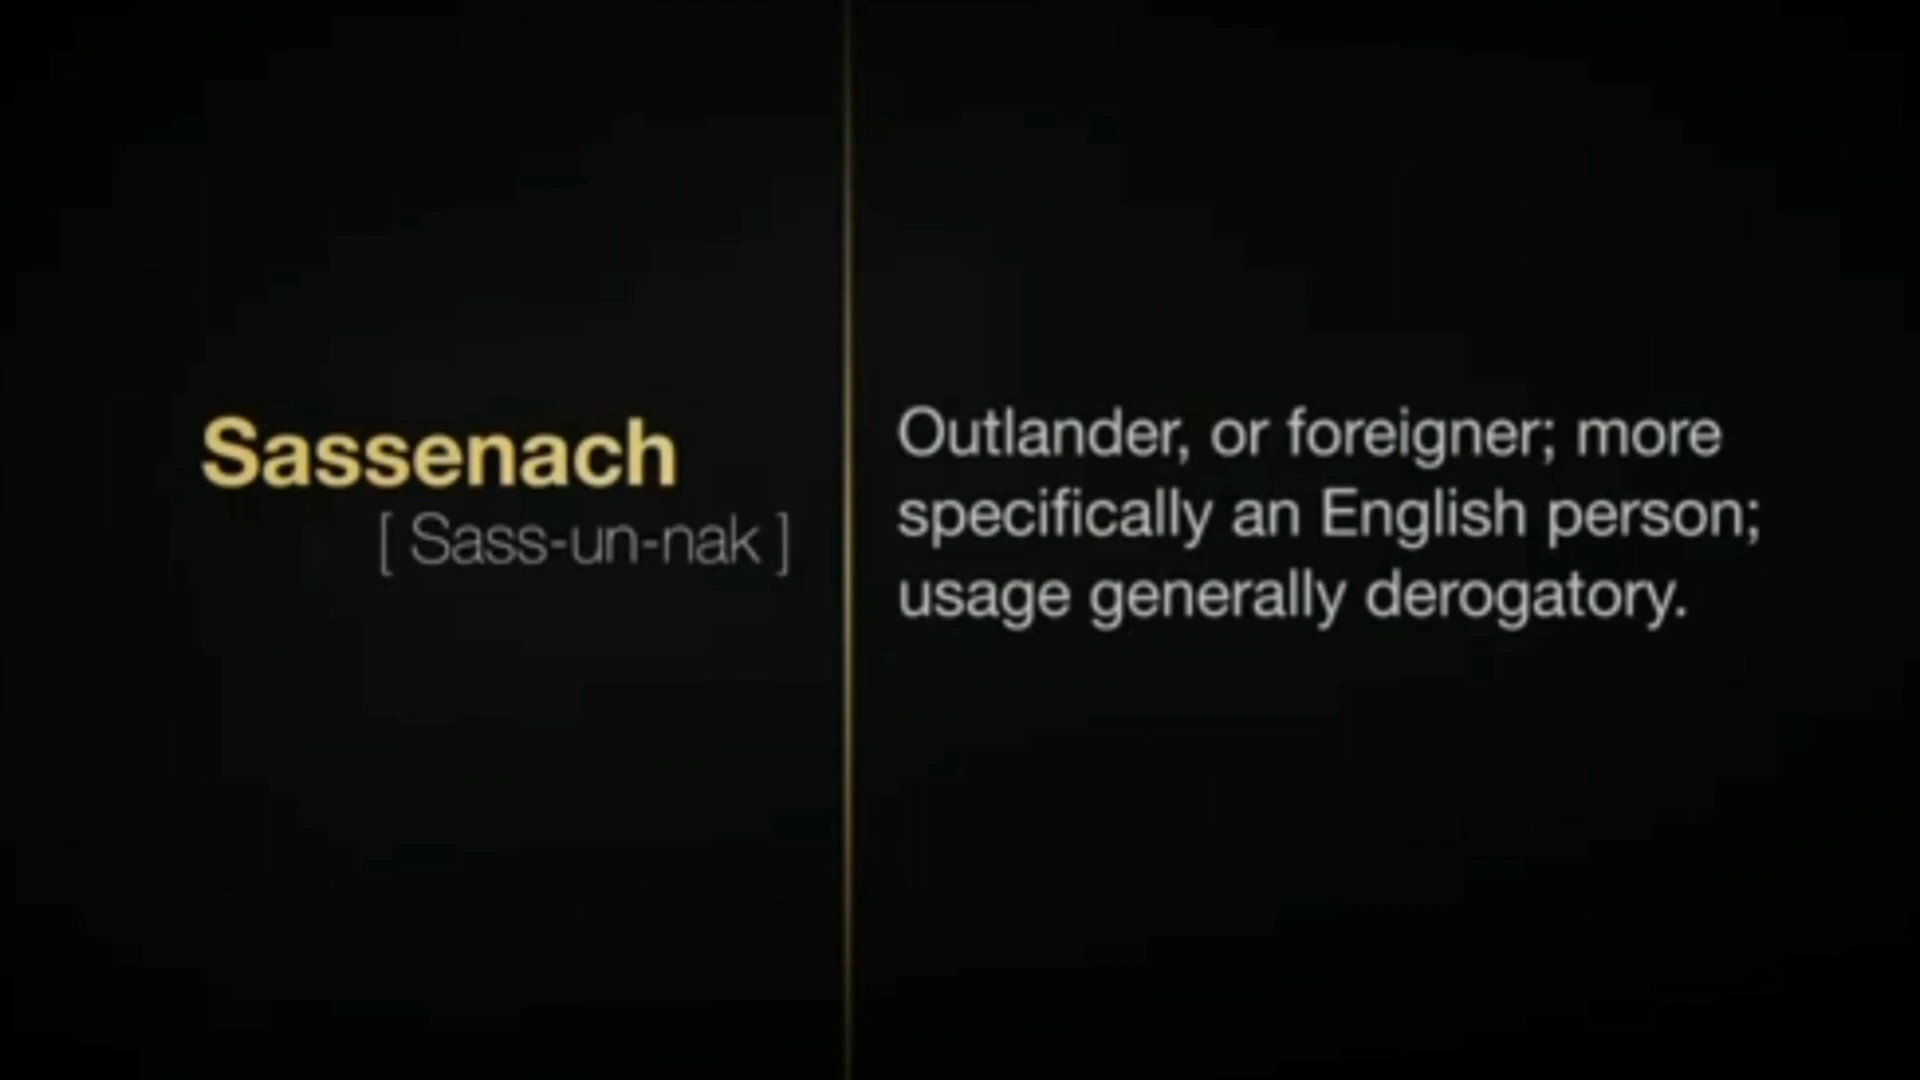 Sassenach
[ Sass-un-nak ]
Outlander, or foreigner; more
specifically an English person;
usage generally derogatory.